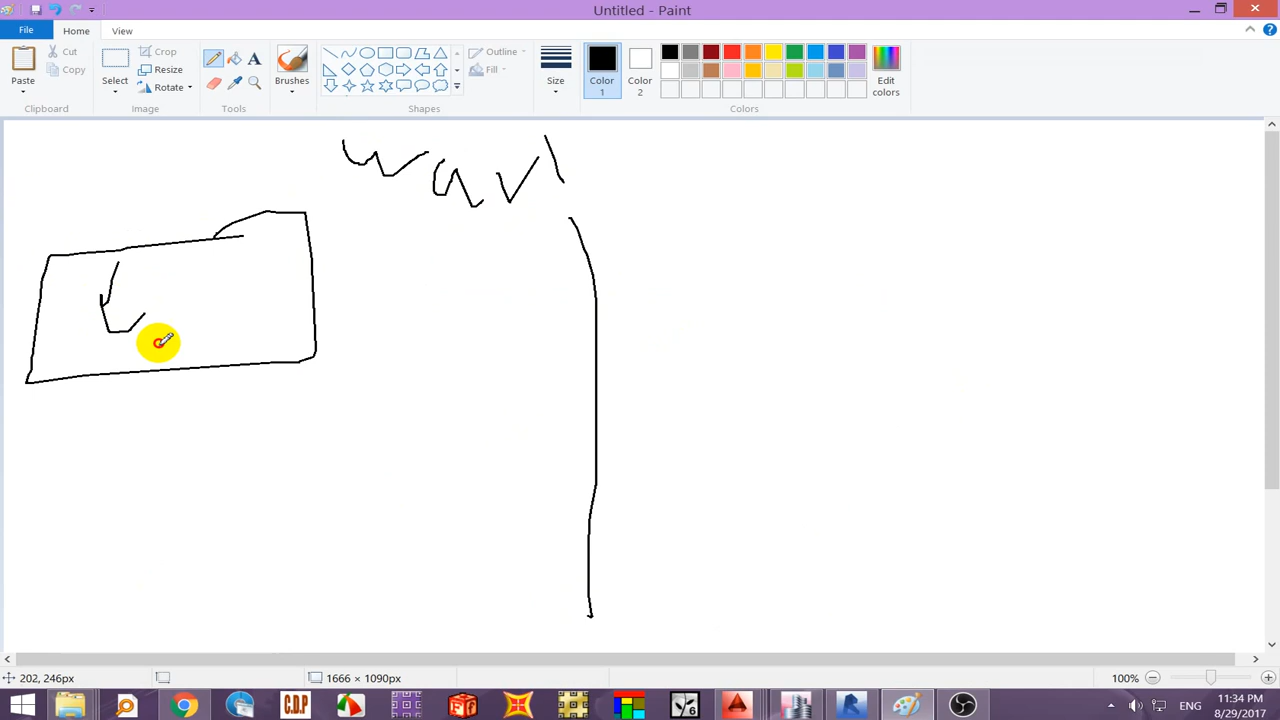 Untitled - Paint
File Home View
Paste Cut Copy Select Crop Resize Rotate Brushes Outline Fill Size Color 1 Color 2 Edit colors
Clipboard Image Tools Shapes Colors
202, 246px 1666 × 1090px 100%
C.D.P 6 ENG 11:34 PM
8/29/2017